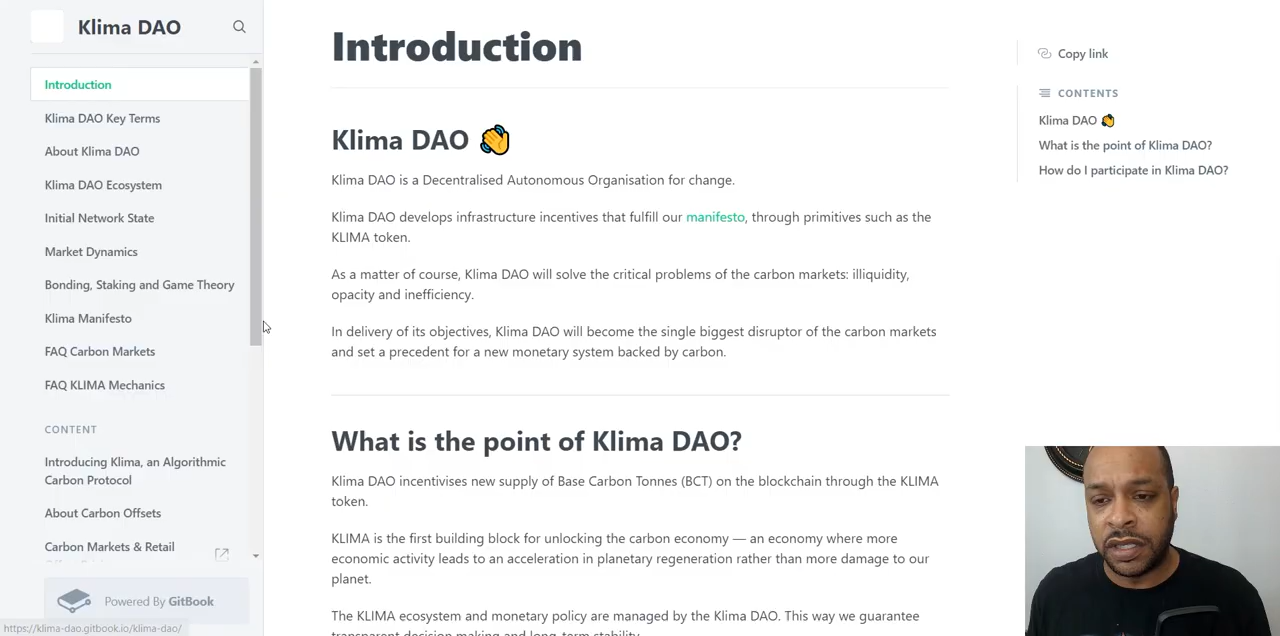 Klima DAO
Introduction
Klima DAO Key Terms
About Klima DAO
Klima DAO Ecosystem
Initial Network State
Market Dynamics
Bonding, Staking and Game Theory
Klima Manifesto
FAQ Carbon Markets
FAQ KLIMA Mechanics
CONTENT
Introducing Klima, an Algorithmic
Carbon Protocol
About Carbon Offsets
Carbon Markets & Retail
Powered By GitBook
https://klima-dao.gitbook.io/klima-dao/
Introduction
Klima DAO 👏
Klima DAO is a Decentralised Autonomous Organisation for change.
Klima DAO develops infrastructure incentives that fulfill our manifesto, through primitives such as the
KLIMA token.
As a matter of course, Klima DAO will solve the critical problems of the carbon markets: illiquidity,
opacity and inefficiency.
In delivery of its objectives, Klima DAO will become the single biggest disruptor of the carbon markets
and set a precedent for a new monetary system backed by carbon.
What is the point of Klima DAO?
Klima DAO incentivises new supply of Base Carbon Tonnes (BCT) on the blockchain through the KLIMA
token.
KLIMA is the first building block for unlocking the carbon economy — an economy where more
economic activity leads to an acceleration in planetary regeneration rather than more damage to our
planet.
The KLIMA ecosystem and monetary policy are managed by the Klima DAO. This way we guarantee
transparent decision making and long-term stability.
Copy link
CONTENTS
Klima DAO 👏
What is the point of Klima DAO?
How do I participate in Klima DAO?